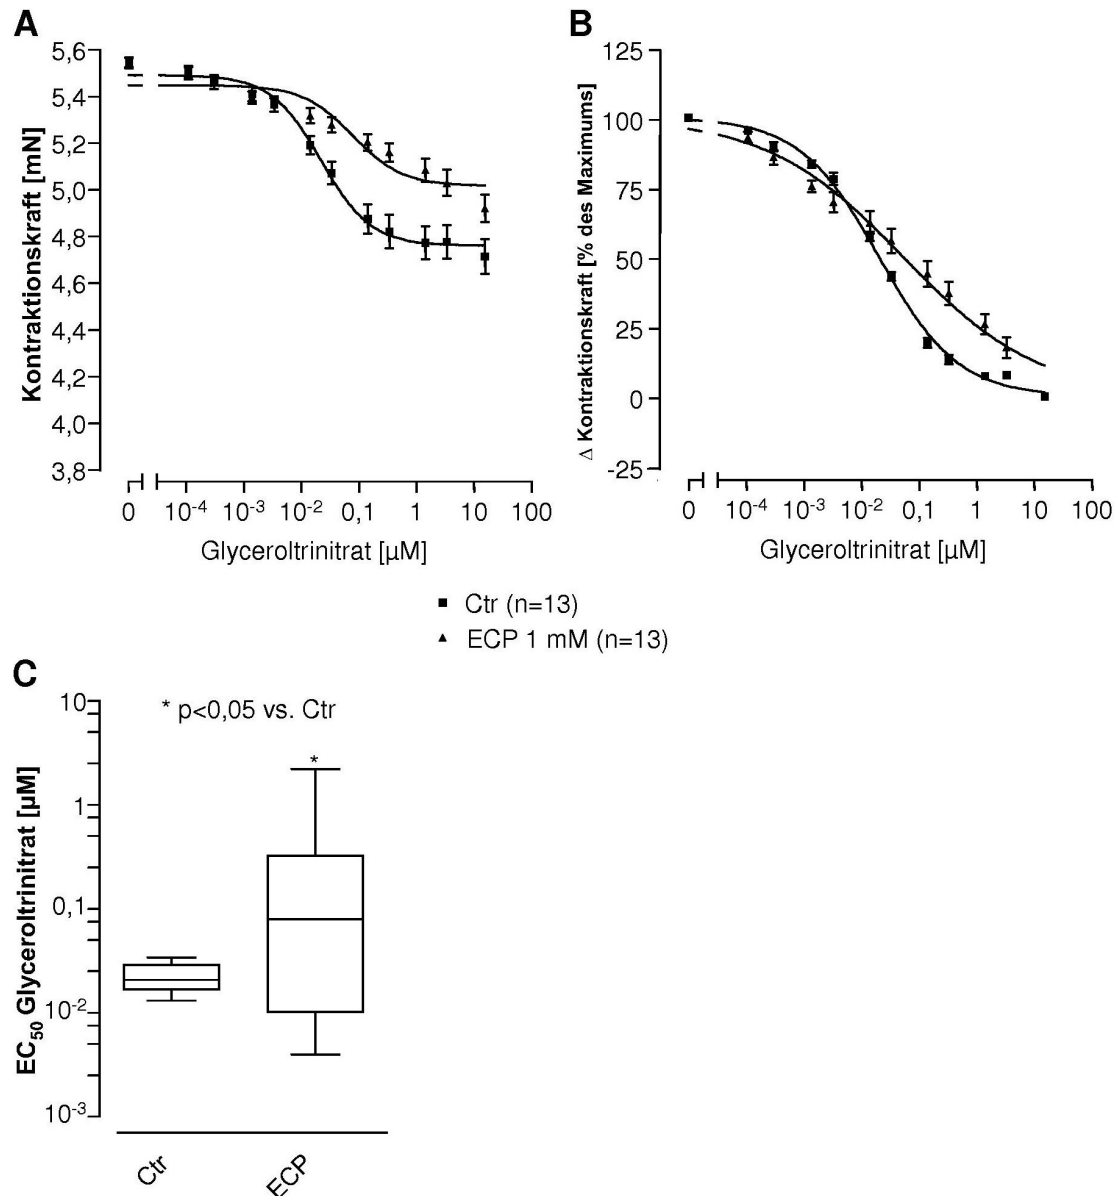 A
Kontraktionskraft [mN]
5,6
5,4
5,2
5,0
4,8
4,6
4,4
4,2
4,0
3,8
0 10-4 10-3 10-2 0,1 1 10 100
Glyceroltrinitrat [µM]
B
Δ Kontraktionskraft [% des Maximums]
125
100
75
50
25
0
-25
0 10-4 10-3 10-2 0,1 1 10 100
Glyceroltrinitrat [µM]
Ctr (n=13)
ECP 1 mM (n=13)
C
EC50 Glyceroltrinitrat [µM]
10
1
0,1
10-2
10-3
* p<0,05 vs. Ctr
*
Ctr
ECP